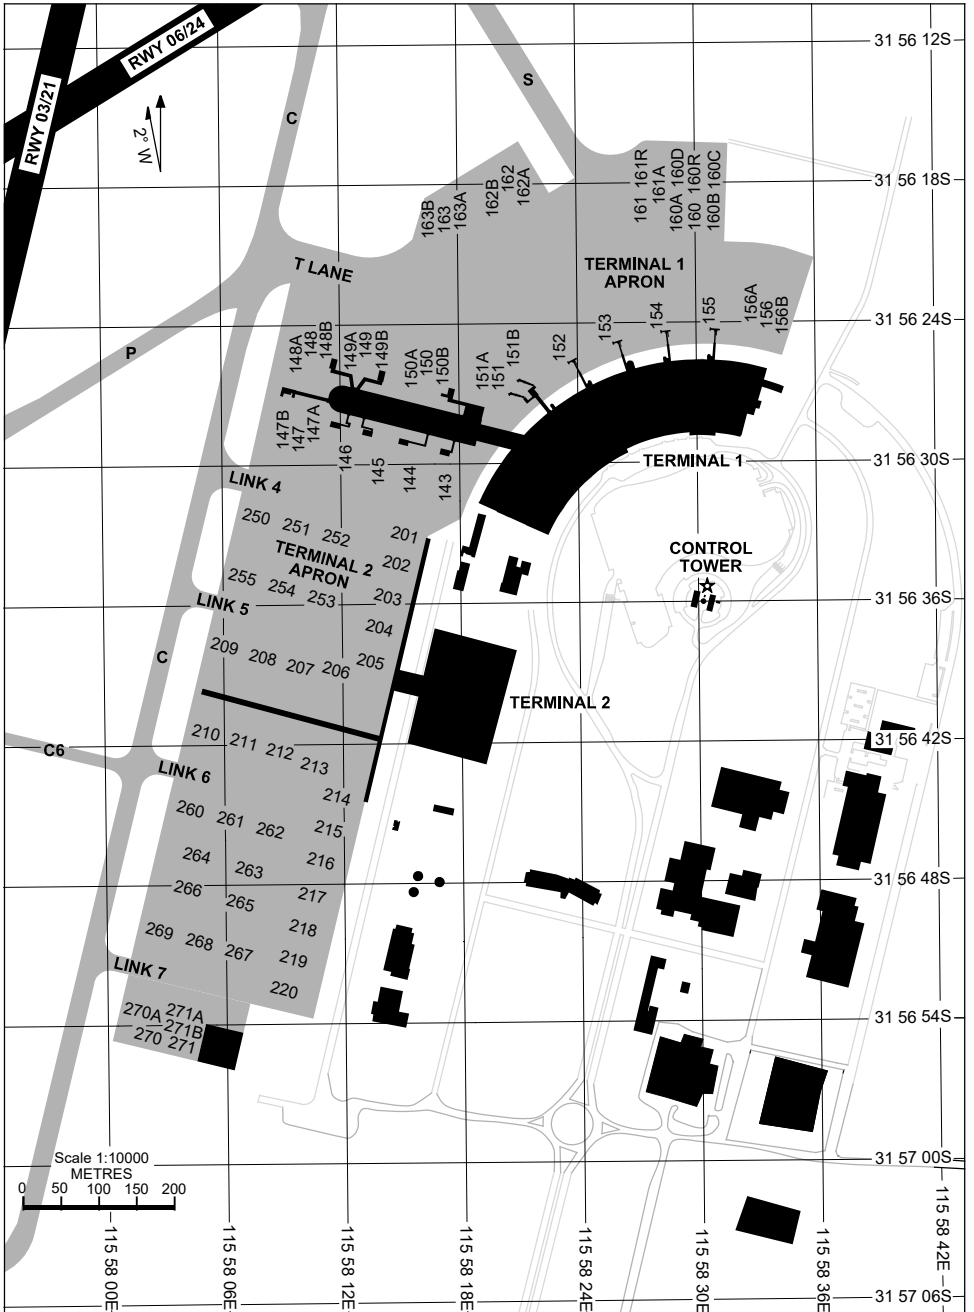 RWY 06/24
RWY 03/21
2° W
C
S
31 56 12S
31 56 18S
31 56 24S
31 56 30S
31 56 36S
31 56 42S
31 56 48S
31 56 54S
31 57 00S
31 57 06S
163B
163
163A
162B
162
162A
161 161R
161A
160A 160D
160 160R
160B 160C
T LANE
TERMINAL 1
APRON
P
148A
148
148B
149A
149
149B
150A
150
150B
151A
151
151B
152
153
154
155
156A
156
156B
147B
147
147A
146
145
144
143
TERMINAL 1
LINK 4
250
251
252
201
TERMINAL 2
APRON
202
CONTROL
TOWER
255
254
253
203
LINK 5
204
209
208
207
206
205
C
TERMINAL 2
C6
210
211
212
213
LINK 6
214
260
261
262
215
264
263
216
266
265
217
218
269
268
267
219
LINK 7
220
270A
271A
271B
270
271
Scale 1:10000
METRES
0 50 100 150 200
115 58 00E
115 58 06E
115 58 12E
115 58 18E
115 58 24E
115 58 30E
115 58 36E
115 58 42E